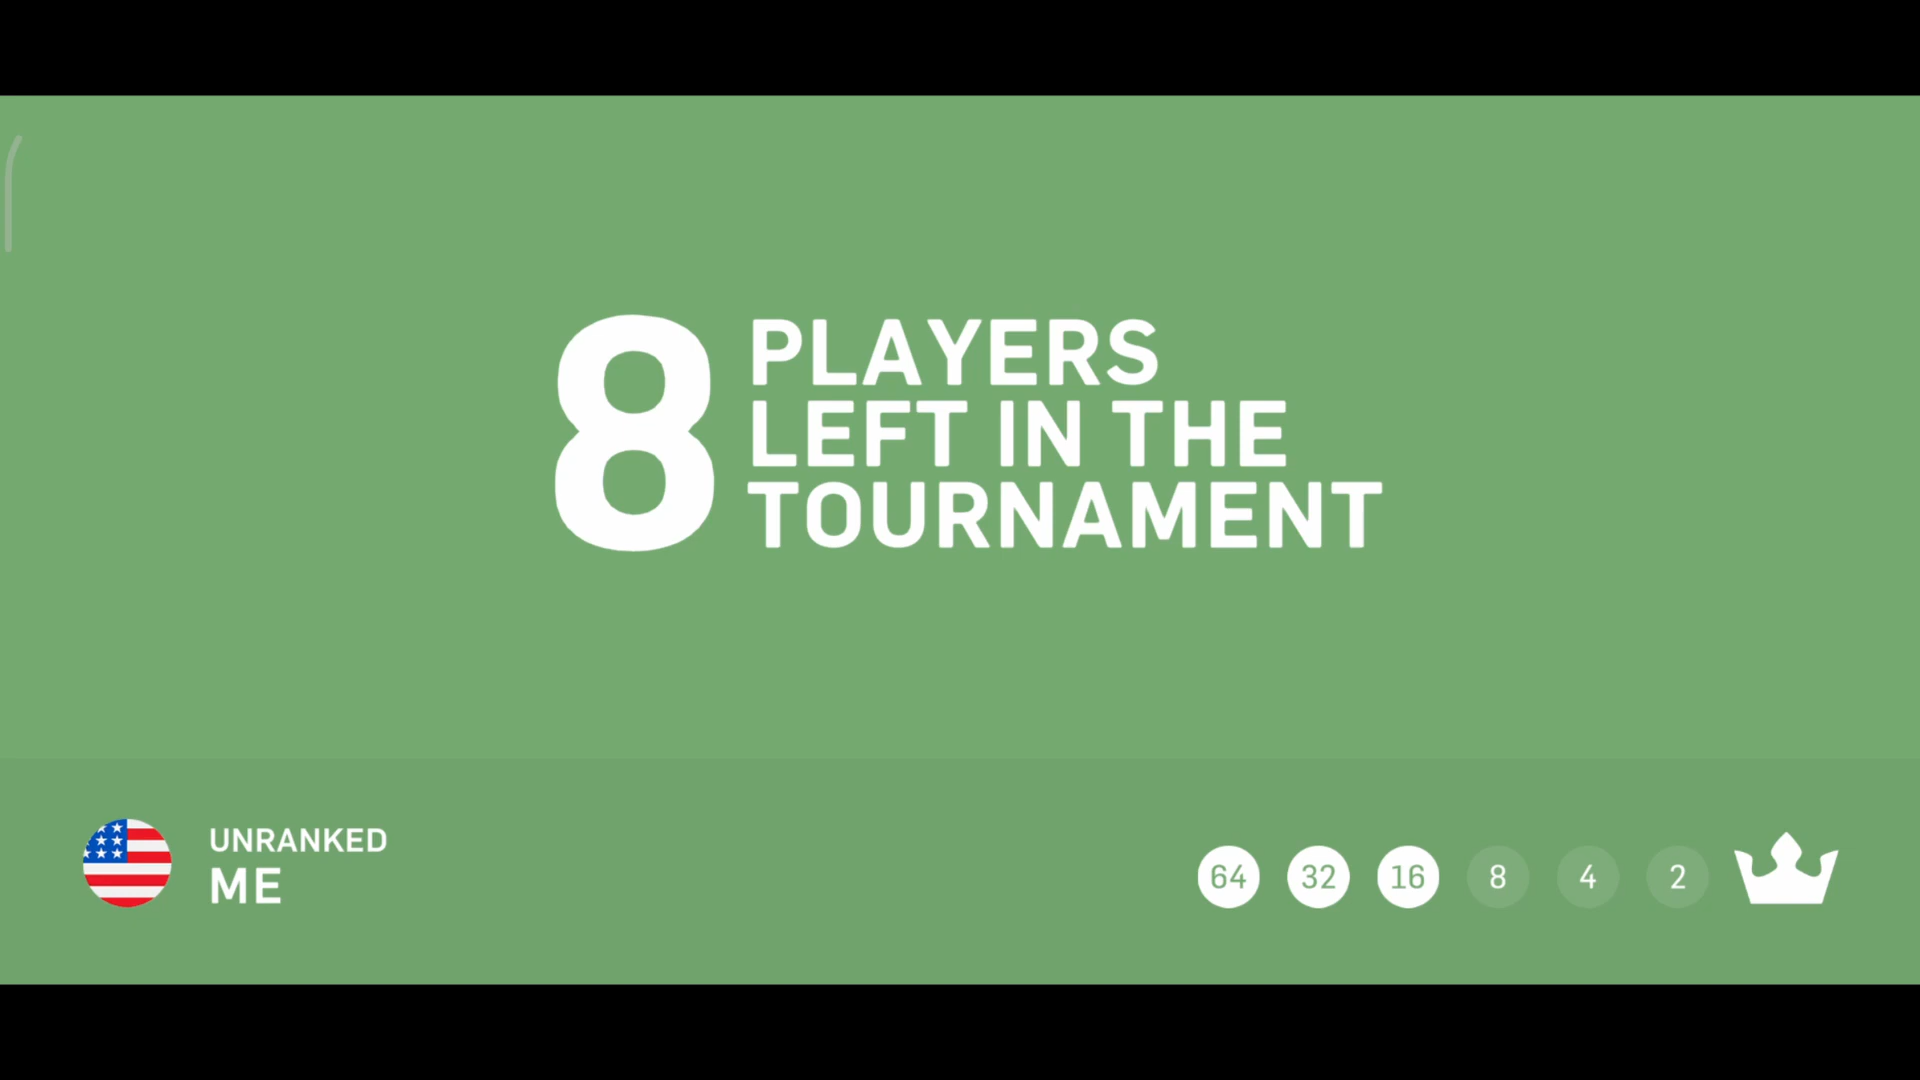 8
PLAYERS
LEFT IN THE
TOURNAMENT
UNRANKED
ME
64 32 16 8 4 2